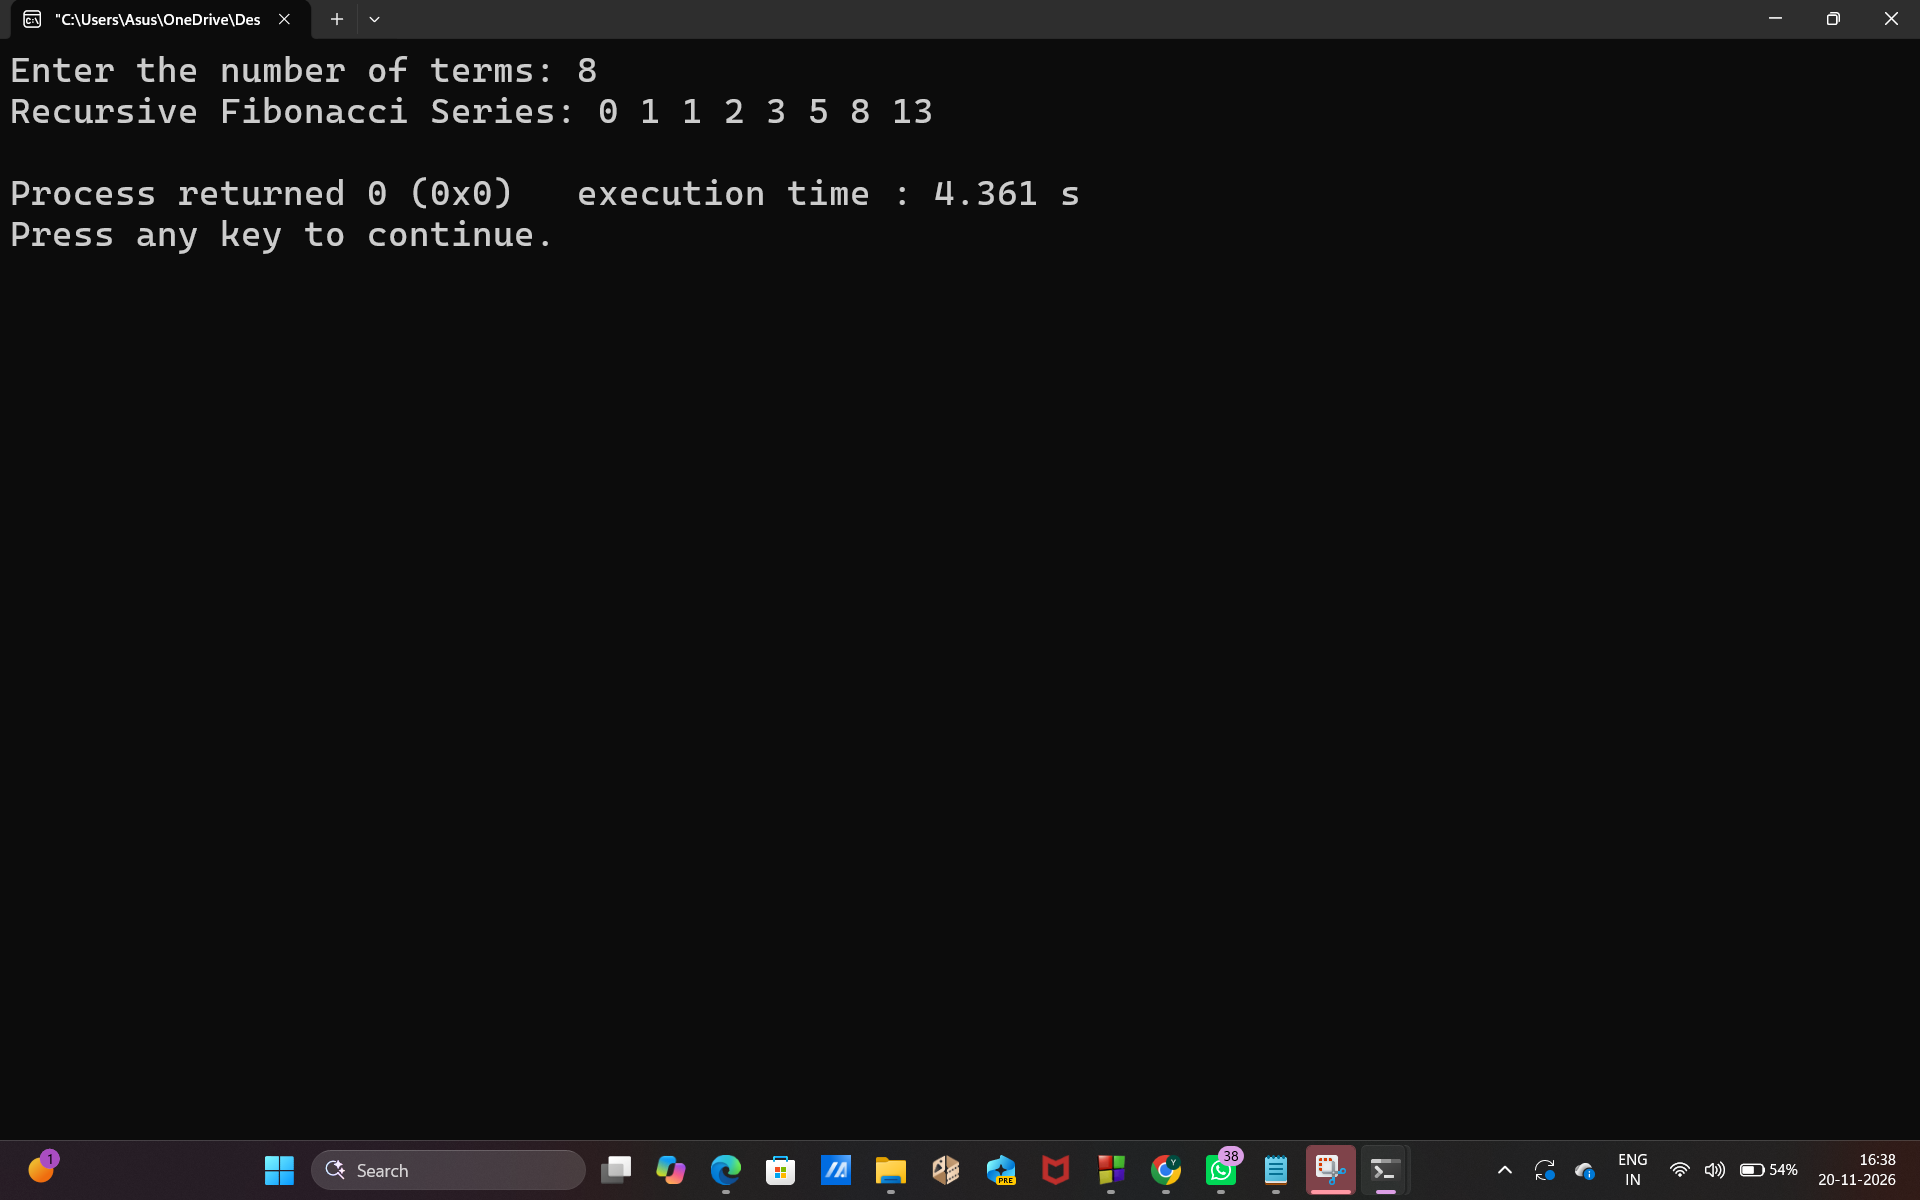 "C:\Users\Asus\OneDrive\Des
Enter the number of terms: 8
Recursive Fibonacci Series: 0 1 1 2 3 5 8 13
Process returned 0 (0x0)   execution time : 4.361 s
Press any key to continue.
1
Search
PRE
Y
38
ENG
IN
54%
16:38
20-11-2026